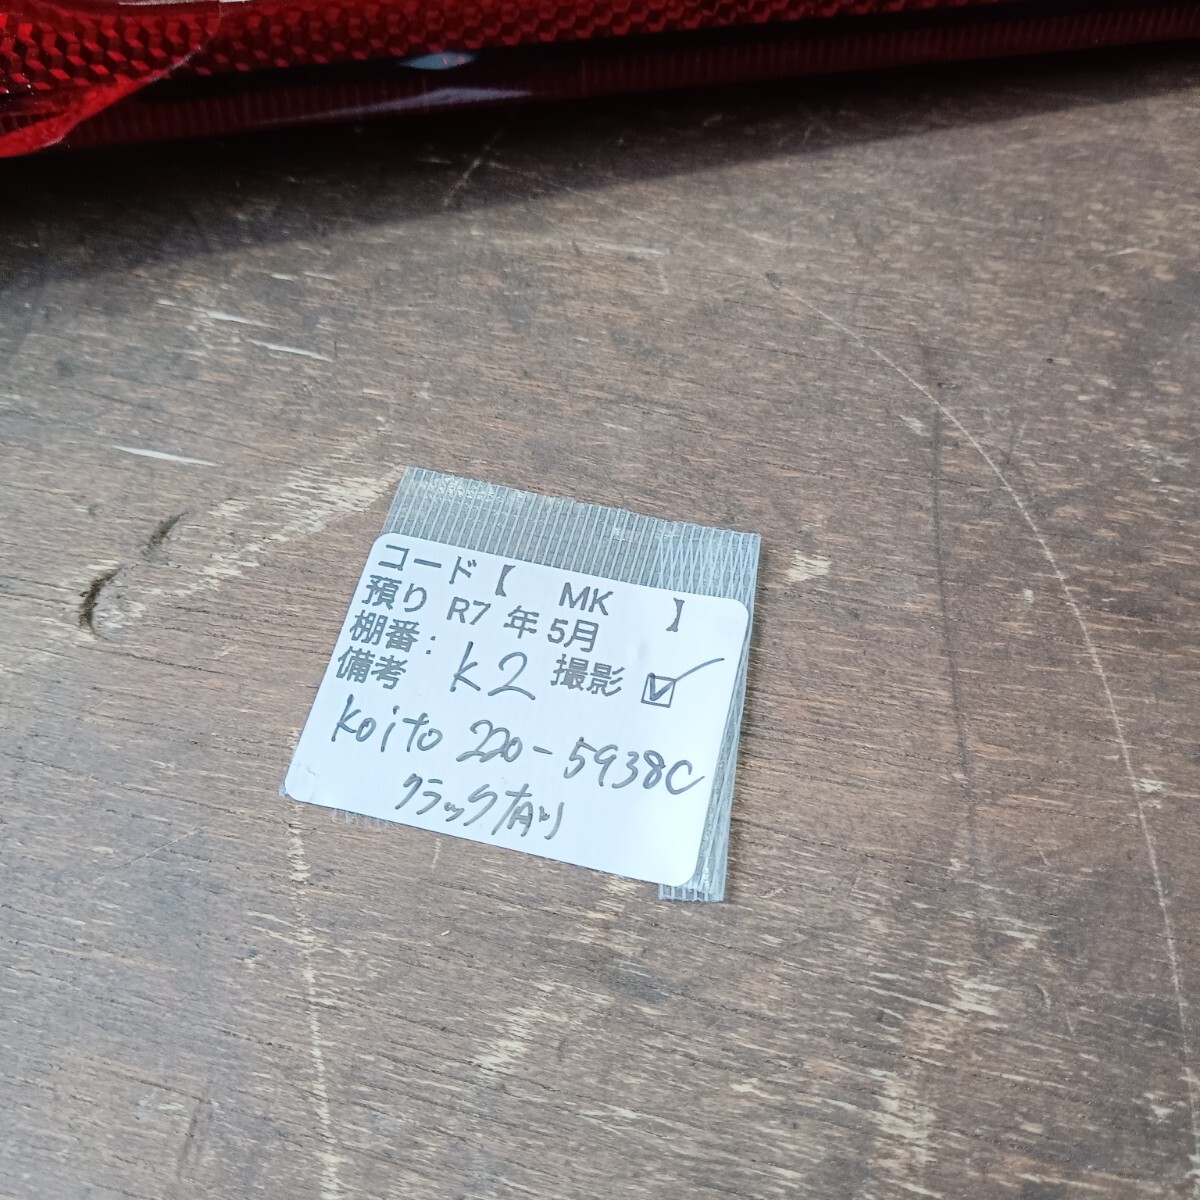 コード【 MK 】
預り R7 年 5月
棚番: K2 撮影 ☑
備考
Koito 220-5938C
クラック有り